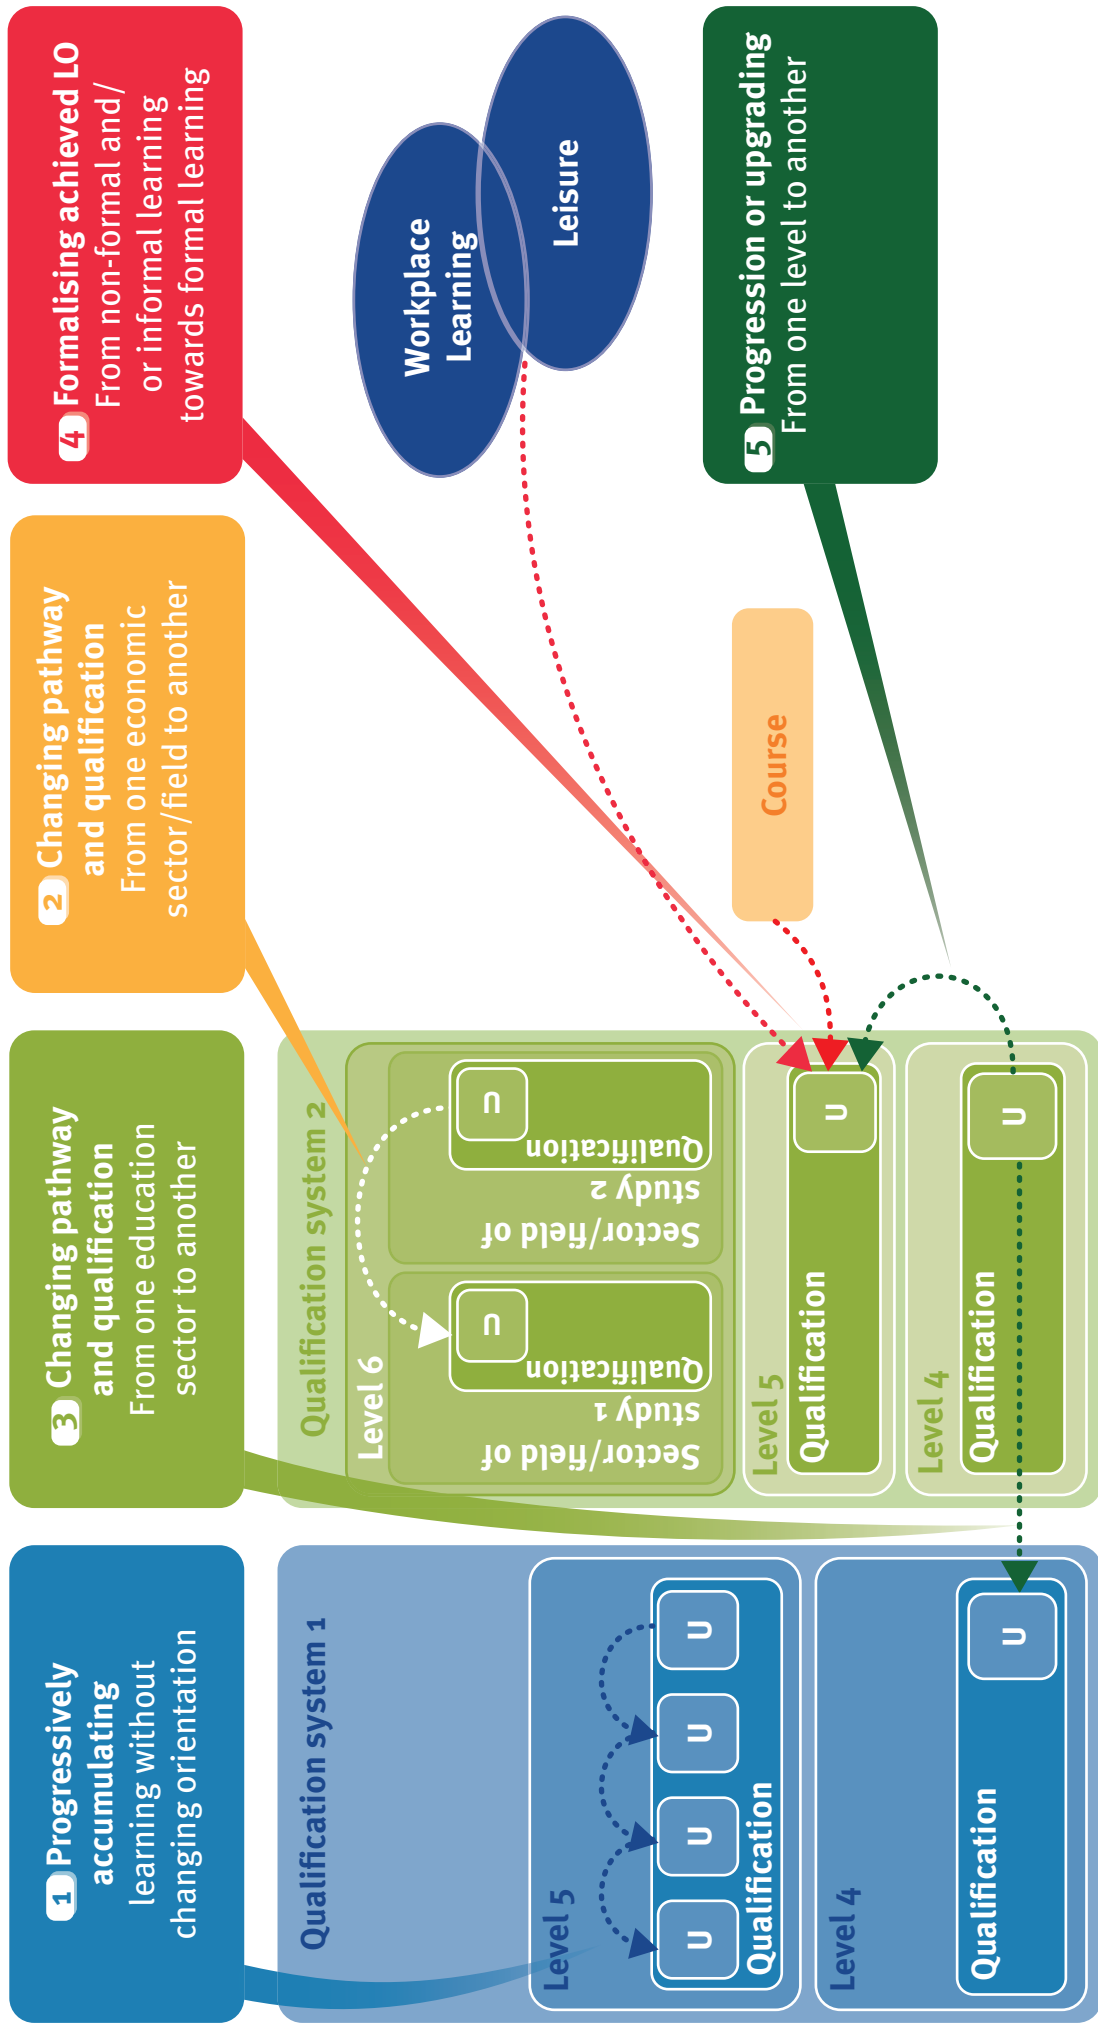 1 Progressively
accumulating
learning without
changing orientation
3 Changing pathway
and qualification
From one education
sector to another
2 Changing pathway
and qualification
From one economic
sector/field to another
4 Formalising achieved LO
From non-formal and/
or informal learning
towards formal learning
Qualification system 1
Level 5
U
U
U
U
Qualification
Level 4
Qualification
U
Qualification system 2
Level 6
Sector/field of
study 1
Qualification
U
Sector/field of
study 2
Qualification
U
Level 5
Qualification
U
Level 4
Qualification
U
Course
Workplace
Learning
Leisure
5 Progression or upgrading
From one level to another